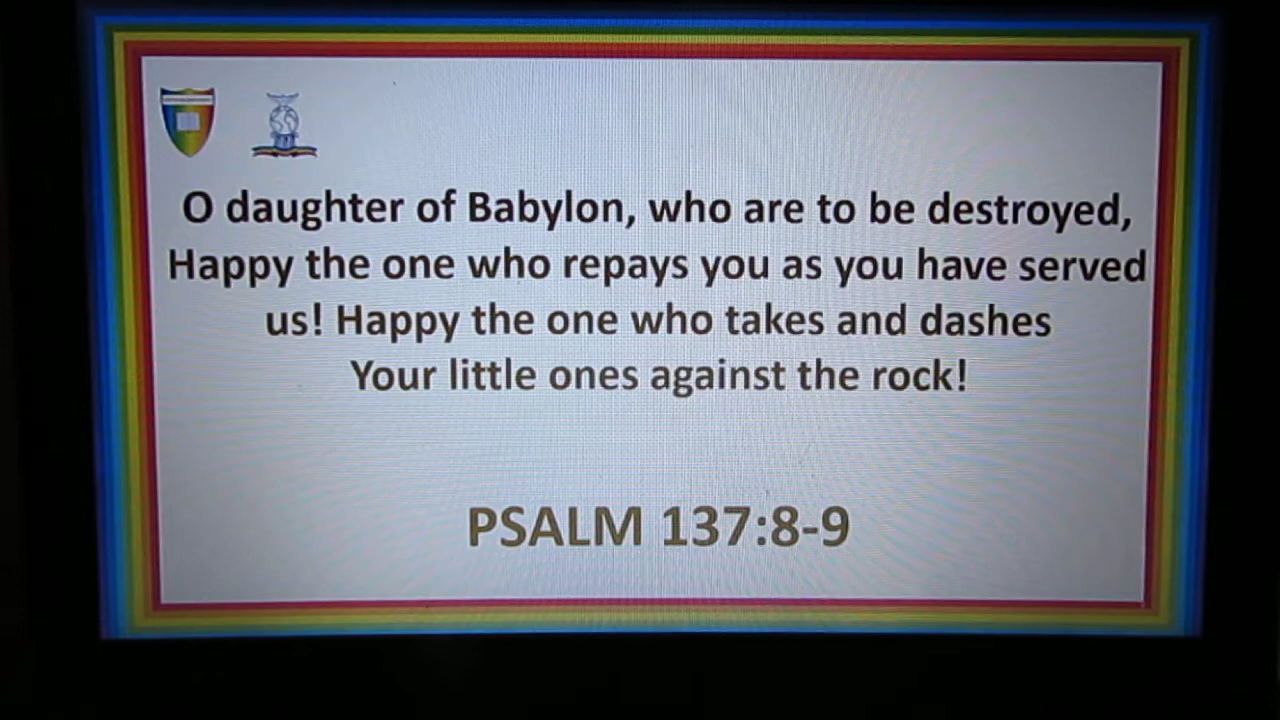 O daughter of Babylon, who are to be destroyed,
Happy the one who repays you as you have served
us! Happy the one who takes and dashes
Your little ones against the rock!
PSALM 137:8-9